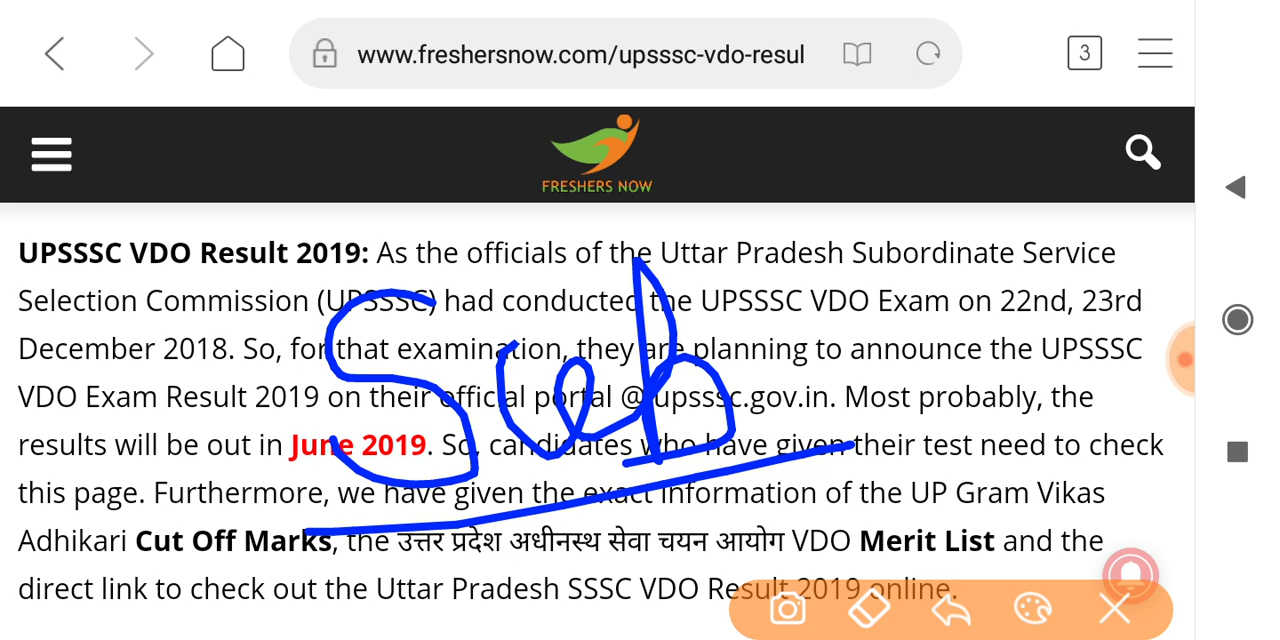 www.freshersnow.com/upsssc-vdo-resul
3
FRESHERS NOW
UPSSSC VDO Result 2019: As the officials of the Uttar Pradesh Subordinate Service
Selection Commission (UPSSSC) had conducted the UPSSSC VDO Exam on 22nd, 23rd
December 2018. So, for that examination, they are planning to announce the UPSSSC
VDO Exam Result 2019 on their official portal @upsssc.gov.in. Most probably, the
results will be out in June 2019. So, candidates who have given their test need to check
this page. Furthermore, we have given the exact information of the UP Gram Vikas
Adhikari Cut Off Marks, the उत्तर प्रदेश अधीनस्थ सेवा चयन आयोग VDO Merit List and the
direct link to check out the Uttar Pradesh SSSC VDO Result 2019 online.